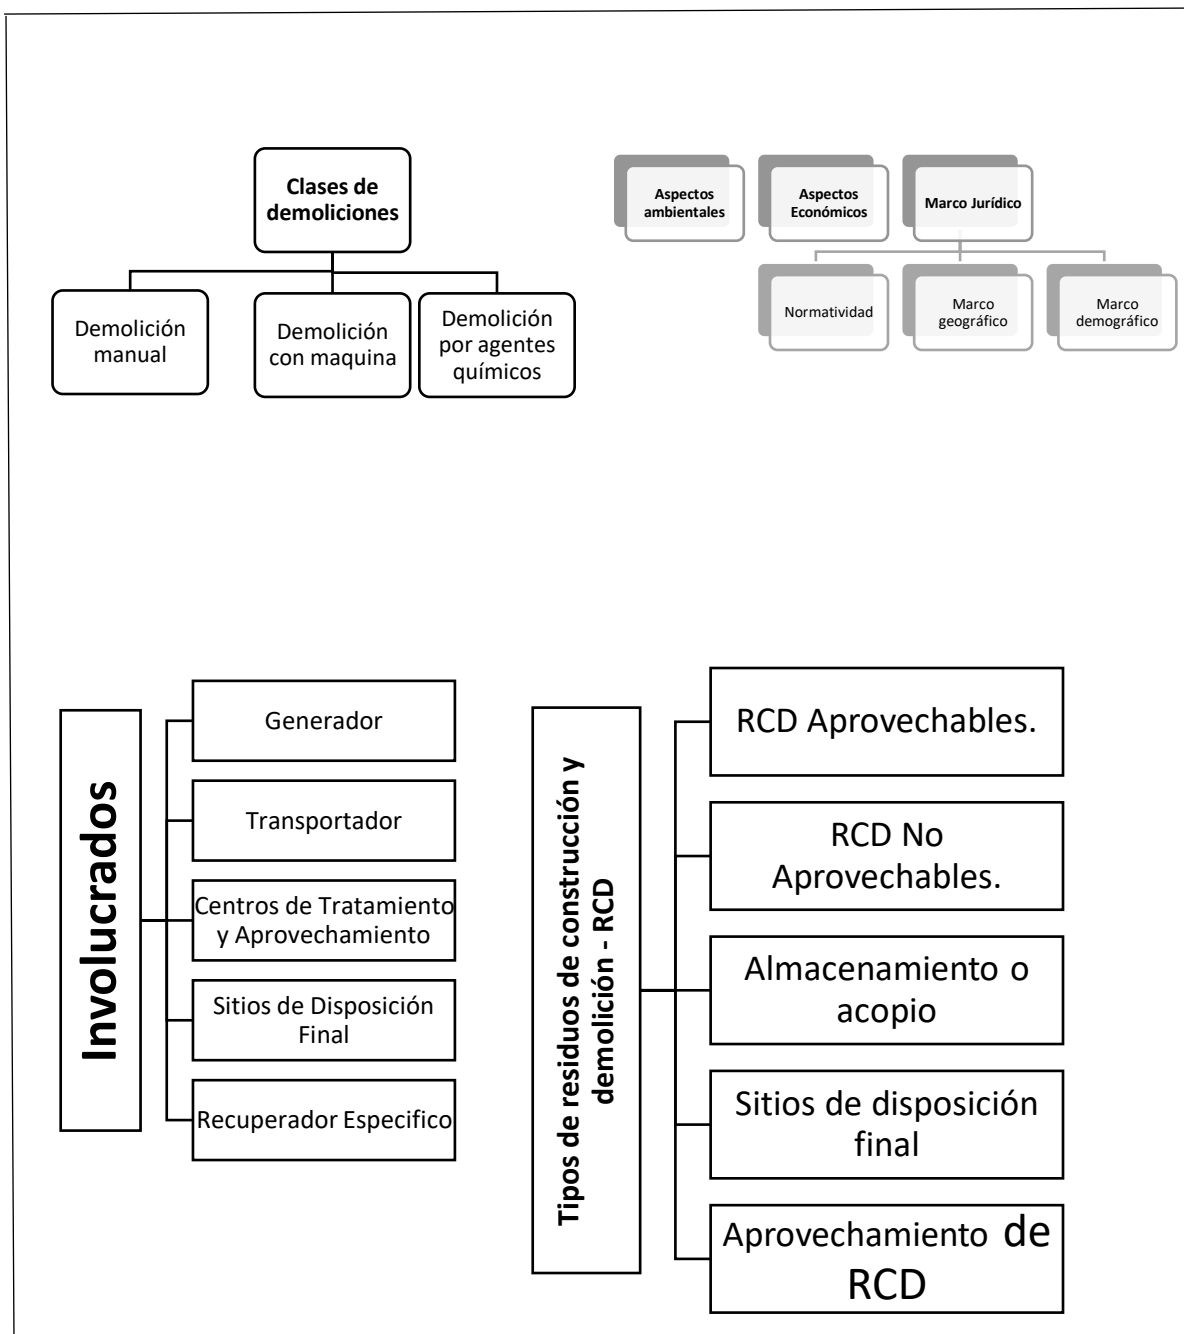 Clases de
demoliciones
Demolición
manual
Demolición
con maquina
Demolición
por agentes
químicos
Aspectos
ambientales
Aspectos
Económicos
Marco Jurídico
Normatividad
Marco
geográfico
Marco
demográfico
Involucrados
Generador
Transportador
Centros de Tratamiento
y Aprovechamiento
Sitios de Disposición
Final
Recuperador Especifico
Tipos de residuos de construcción y
demolición - RCD
RCD Aprovechables.
RCD No
Aprovechables.
Almacenamiento o
acopio
Sitios de disposición
final
Aprovechamiento de
RCD